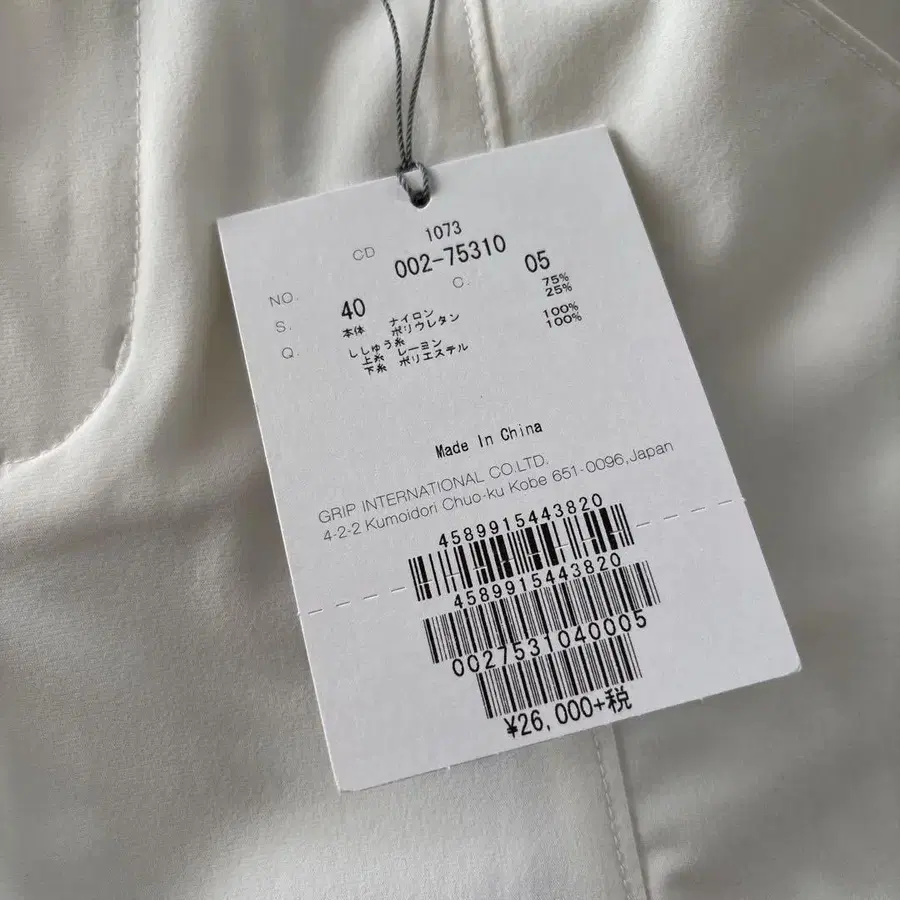 1073
CD
NO. 002-75310
C. 05
S. 40
Q. 本体 ナイロン 75%
ポリウレタン 25%
ししゅう糸
上糸 レーヨン 100%
下糸 ポリエステル 100%
Made In China
GRIP INTERNATIONAL CO.LTD.
4-2-2 Kumoidori Chuo-ku Kobe 651-0096,Japan
4589915443820
4589915443820
0027531040005
¥26,000+税